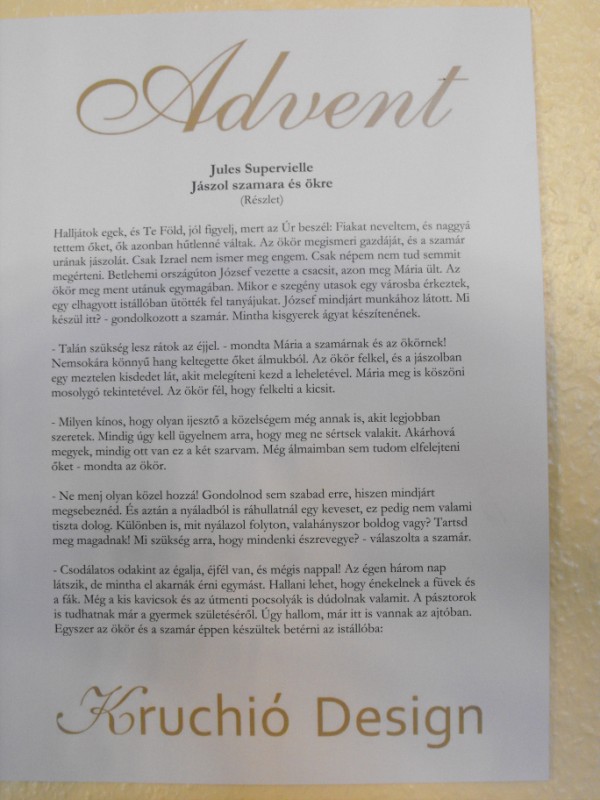 Advent
Jules Supervielle
Jászol szamara és ökre
(Részlet)
Halljátok egek, és Te Föld, jól figyelj, mert az Úr beszél: Fiakat neveltem, és naggyá
tettem őket, ők azonban hűtlenné váltak. Az ökör megismeri gazdáját, és a szamár
urának jászolát. Csak Izrael nem ismer meg engem. Csak népem nem tud semmit
megérteni. Betlehemi országúton József vezette a csacsit, azon meg Mária ült. Az
ökör meg ment utánuk egymagában. Mikor e szegény utasok egy városba érkeztek,
egy elhagyott istállóban ütötték fel tanyájukat. József mindjárt munkához látott. Mi
készül itt? - gondolkozott a szamár. Mintha kisgyerek ágyat készítenének.
- Talán szükség lesz rátok az éjjel. - mondta Mária a szamárnak és az ökörnek!
Nemsokára könnyű hang keltegette őket álmukból. Az ökör felkel, és a jászolban
egy meztelen kisdedet lát, akit melegíteni kezd a leheletével. Mária meg is köszöni
mosolygó tekintetével. Az ökör fél, hogy felkelti a kicsit.
- Milyen kínos, hogy olyan ijesztő a közelségem még annak is, akit legjobban
szeretek. Mindig úgy kell ügyelnem arra, hogy meg ne sértsek valakit. Akárhová
megyek, mindig ott van ez a két szarvam. Még álmaimban sem tudom elfelejteni
őket - mondta az ökör.
- Ne menj olyan közel hozzá! Gondolnod sem szabad erre, hiszen mindjárt
megsebeznéd. És aztán a nyáladból is ráhullatnál egy keveset, ez pedig nem valami
tiszta dolog. Különben is, mit nyálazol folyton, valahányszor boldog vagy? Tartsd
meg magadnak! Mi szükség arra, hogy mindenki észrevegye? - válaszolta a szamár.
- Csodálatos odakint az égalja, éjfél van, és mégis nappal! Az égen három nap
látszik, de mintha el akarnák érni egymást. Hallani lehet, hogy énekelnek a füvek és
a fák. Még a kis kavicsok és az útmenti pocsolyák is dúdolnak valamit. A pásztorok
is tudhatnak már a gyermek születéséről. Úgy hallom, már itt is vannak az ajtóban.
Egyszer az ökör és a szamár éppen készültek betérni az istállóba:
Kruchió Design